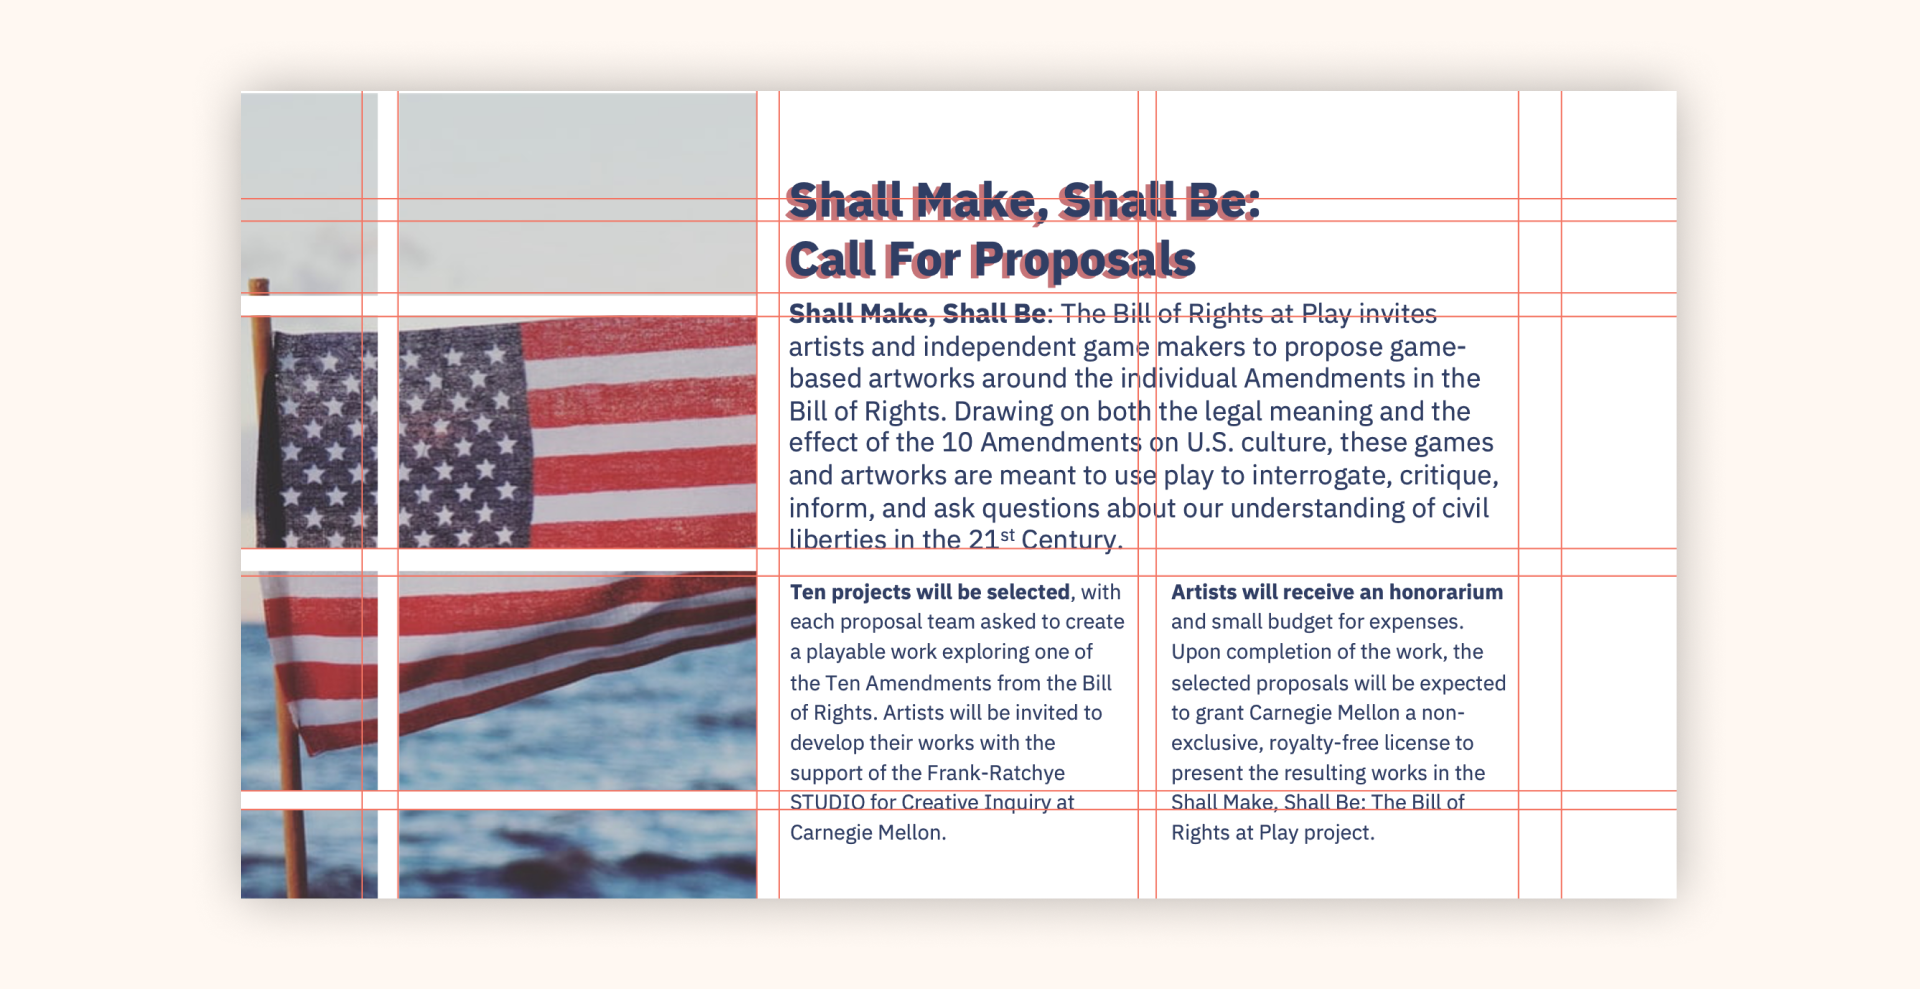 Shall Make, Shall Be:
Call For Proposals
Shall Make, Shall Be: The Bill of Rights at Play invites
artists and independent game makers to propose game-
based artworks around the individual Amendments in the
Bill of Rights. Drawing on both the legal meaning and the
effect of the 10 Amendments on U.S. culture, these games
and artworks are meant to use play to interrogate, critique,
inform, and ask questions about our understanding of civil
liberties in the 21st Century.
Ten projects will be selected, with
each proposal team asked to create
a playable work exploring one of
the Ten Amendments from the Bill
of Rights. Artists will be invited to
develop their works with the
support of the Frank-Ratchye
STUDIO for Creative Inquiry at
Carnegie Mellon.
Artists will receive an honorarium
and small budget for expenses.
Upon completion of the work, the
selected proposals will be expected
to grant Carnegie Mellon a non-
exclusive, royalty-free license to
present the resulting works in the
Shall Make, Shall Be: The Bill of
Rights at Play project.